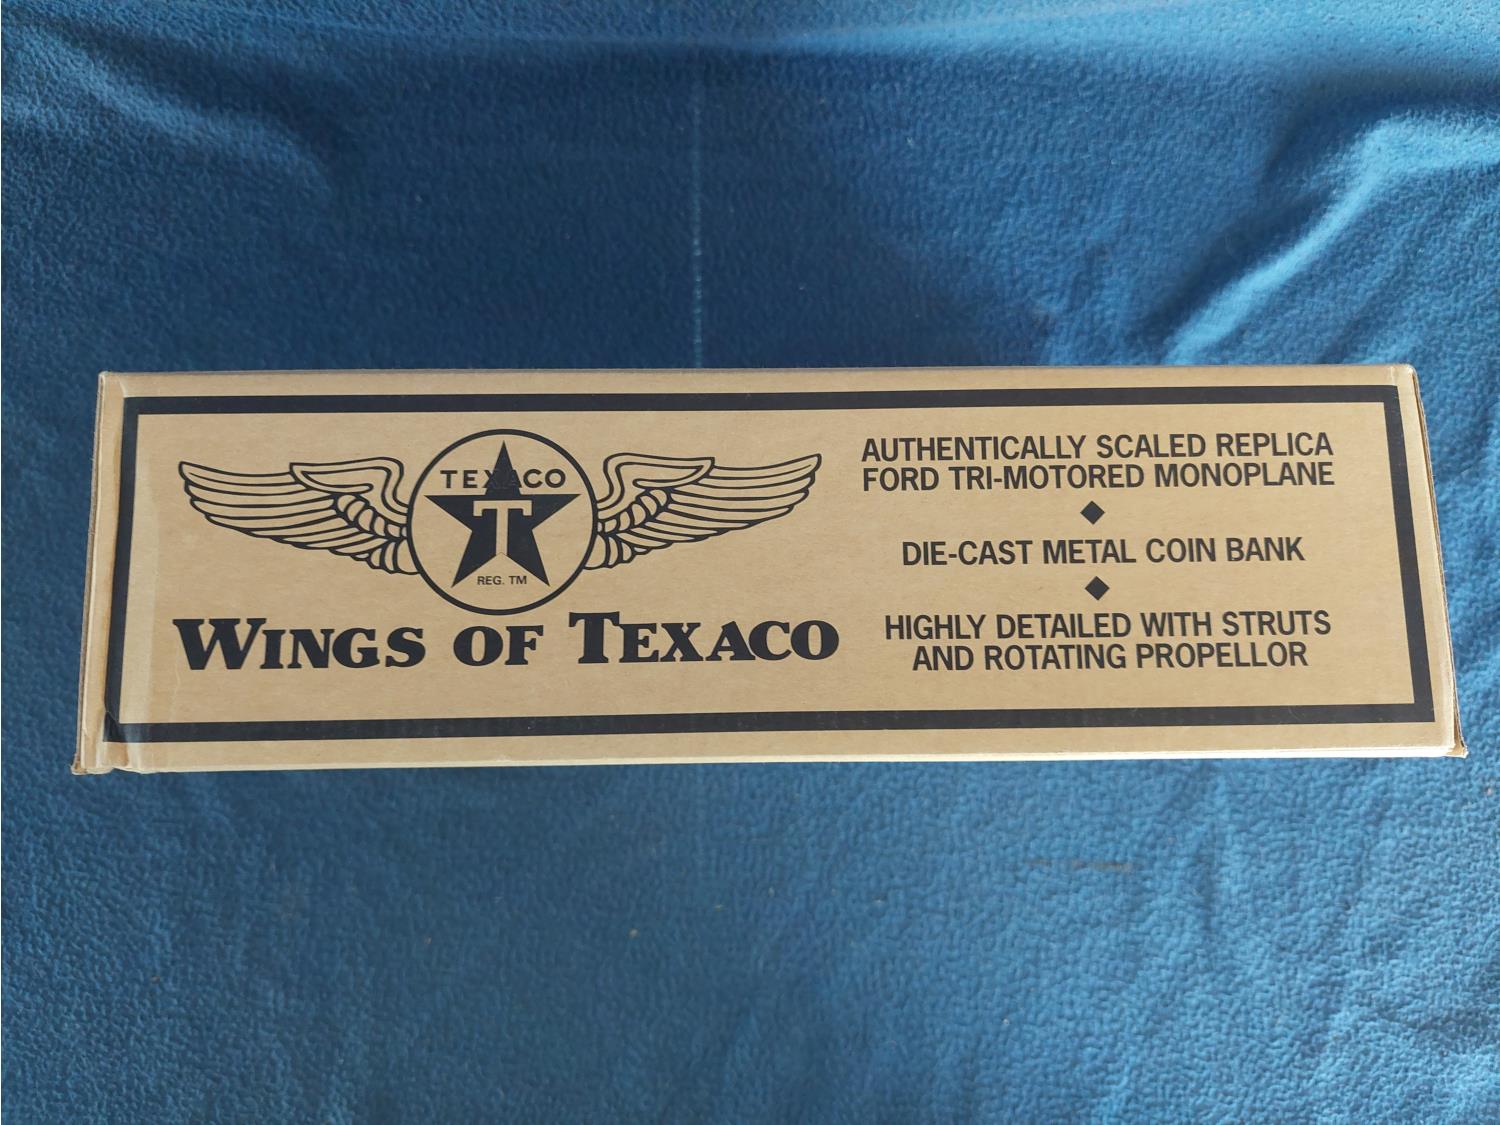 TEXACO
T
REG. TM
WINGS OF TEXACO
AUTHENTICALLY SCALED REPLICA
FORD TRI-MOTORED MONOPLANE
DIE-CAST METAL COIN BANK
HIGHLY DETAILED WITH STRUTS
AND ROTATING PROPELLOR